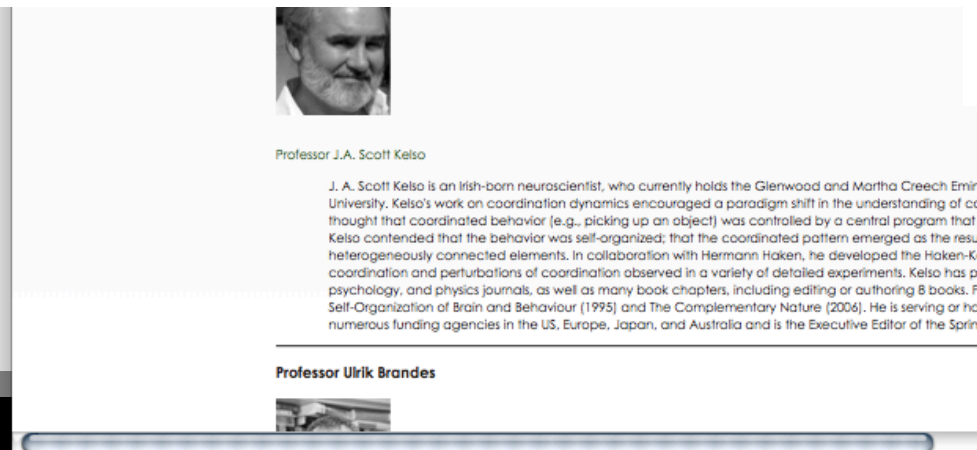 Professor J.A. Scott Kelso
J. A. Scott Kelso is an Irish-born neuroscientist, who currently holds the Glenwood and Martha Creech
University. Kelso's work on coordination dynamics encouraged a paradigm shift in the understanding of
thought that coordinated behavior (e.g., picking up an object) was controlled by a central program that
Kelso contended that the behavior was self-organized; that the coordinated pattern emerged as the
heterogeneously connected elements. In collaboration with Hermann Haken, he developed the
coordination and perturbations of coordination observed in a variety of detailed experiments. Kelso has
psychology, and physics journals, as well as many book chapters, including editing or authoring 8 books.
Self-Organization of Brain and Behaviour (1995) and The Complementary Nature (2006). He is serving or
numerous funding agencies in the US, Europe, Japan, and Australia and is the Executive Editor of the
Professor Ulrik Brandes